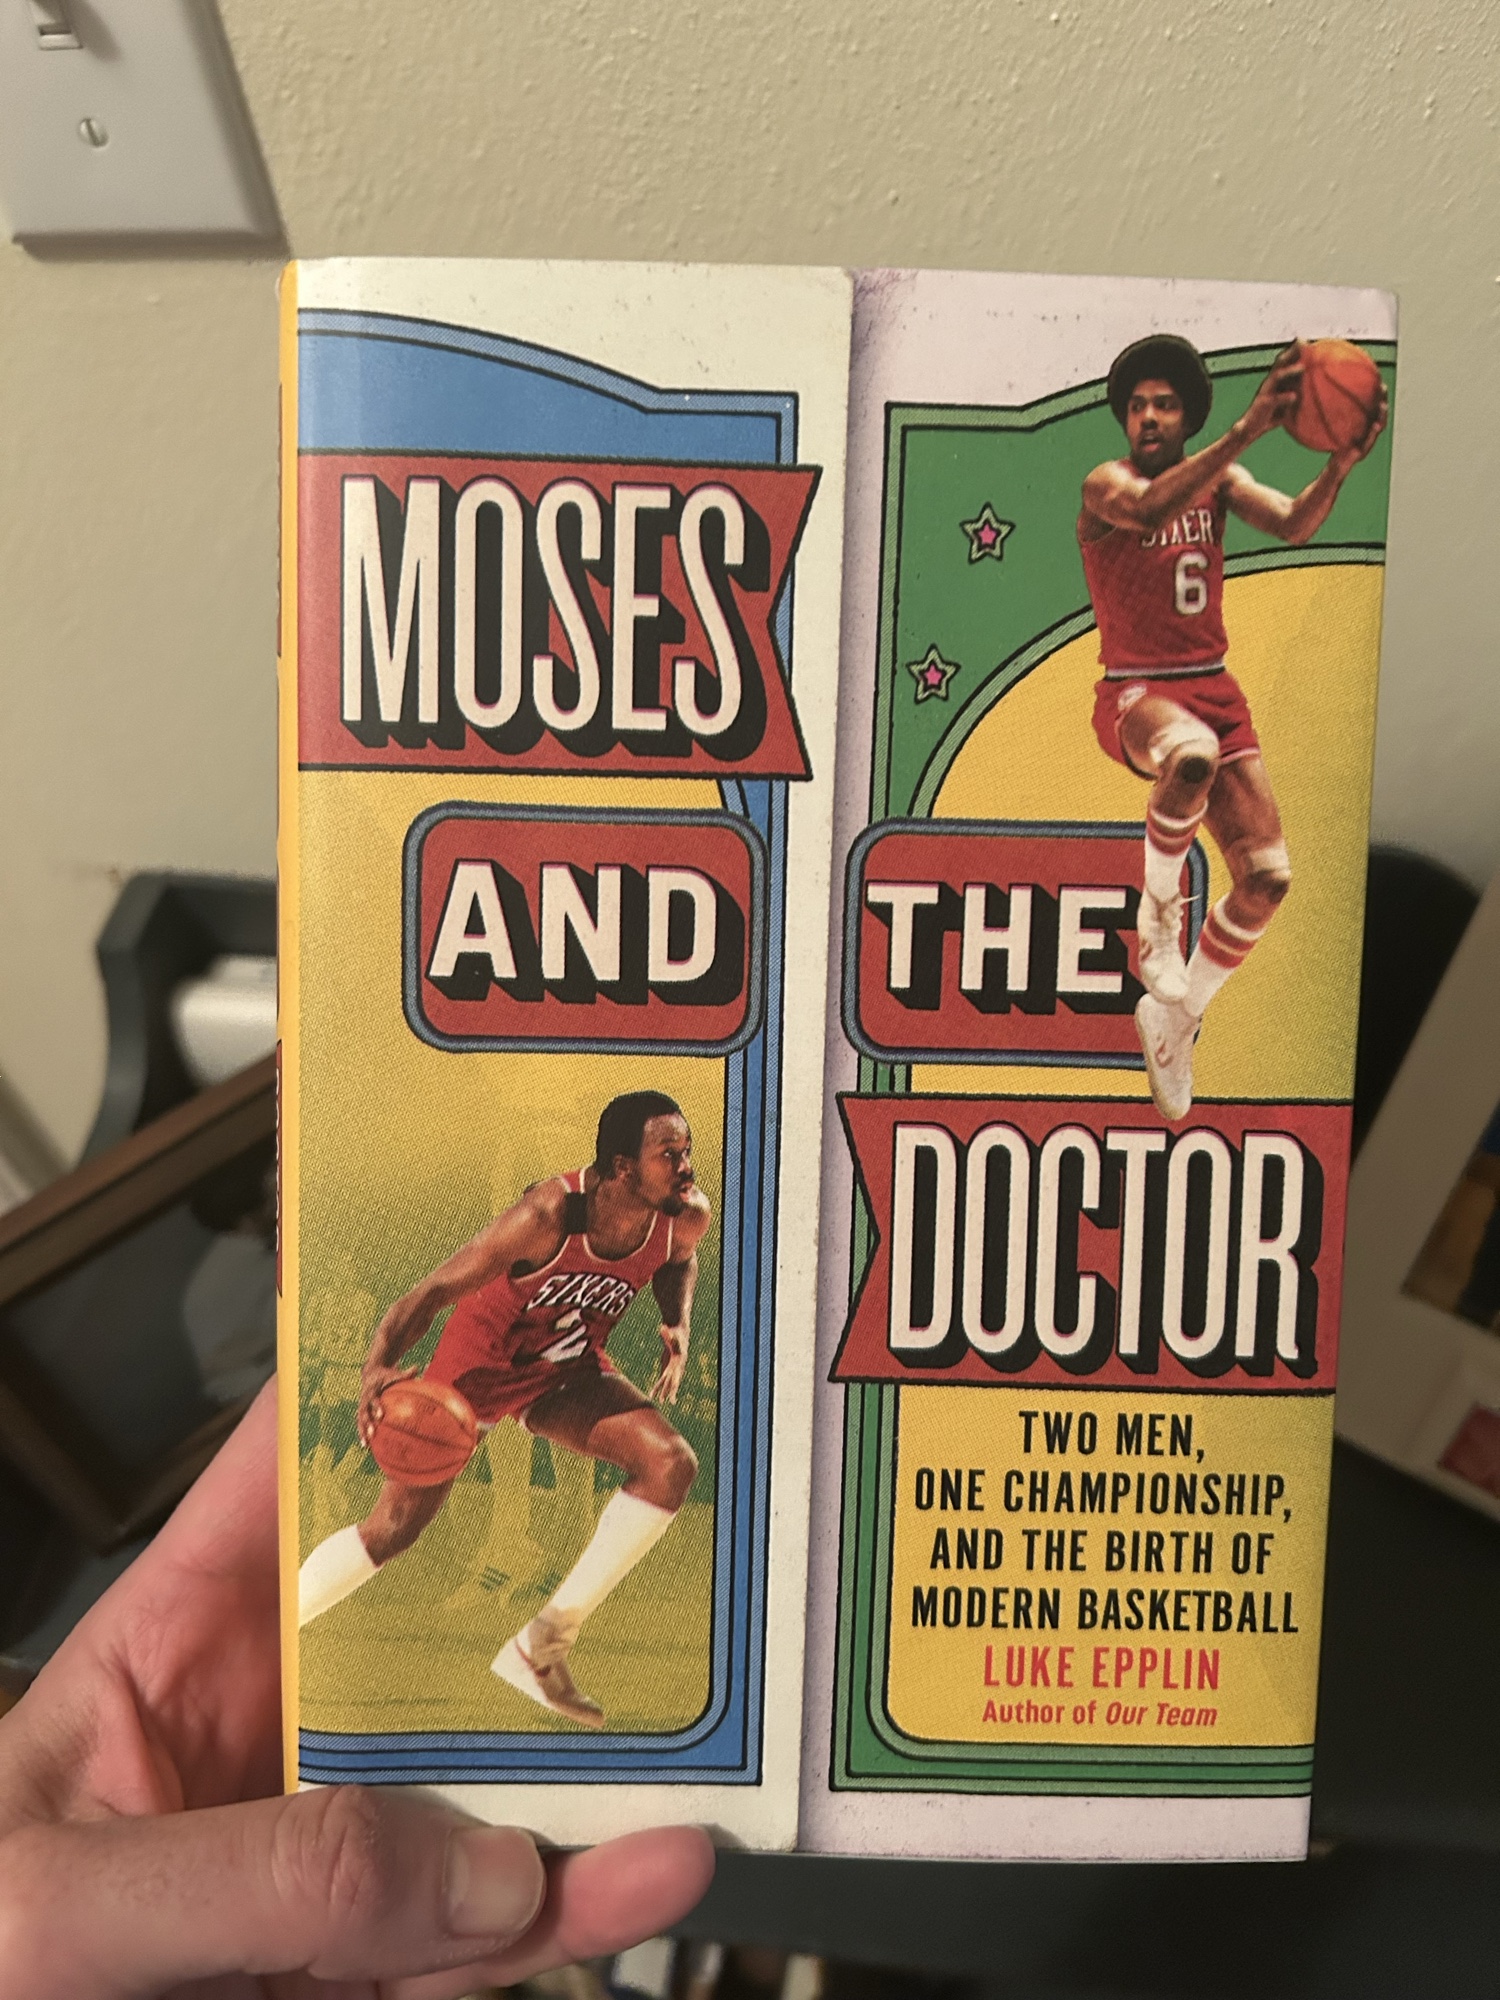 MOSES
AND
THE
DOCTOR
SIXER
6
SIXERS
2
TWO MEN,
ONE CHAMPIONSHIP,
AND THE BIRTH OF
MODERN BASKETBALL
LUKE EPPLIN
Author of Our Team